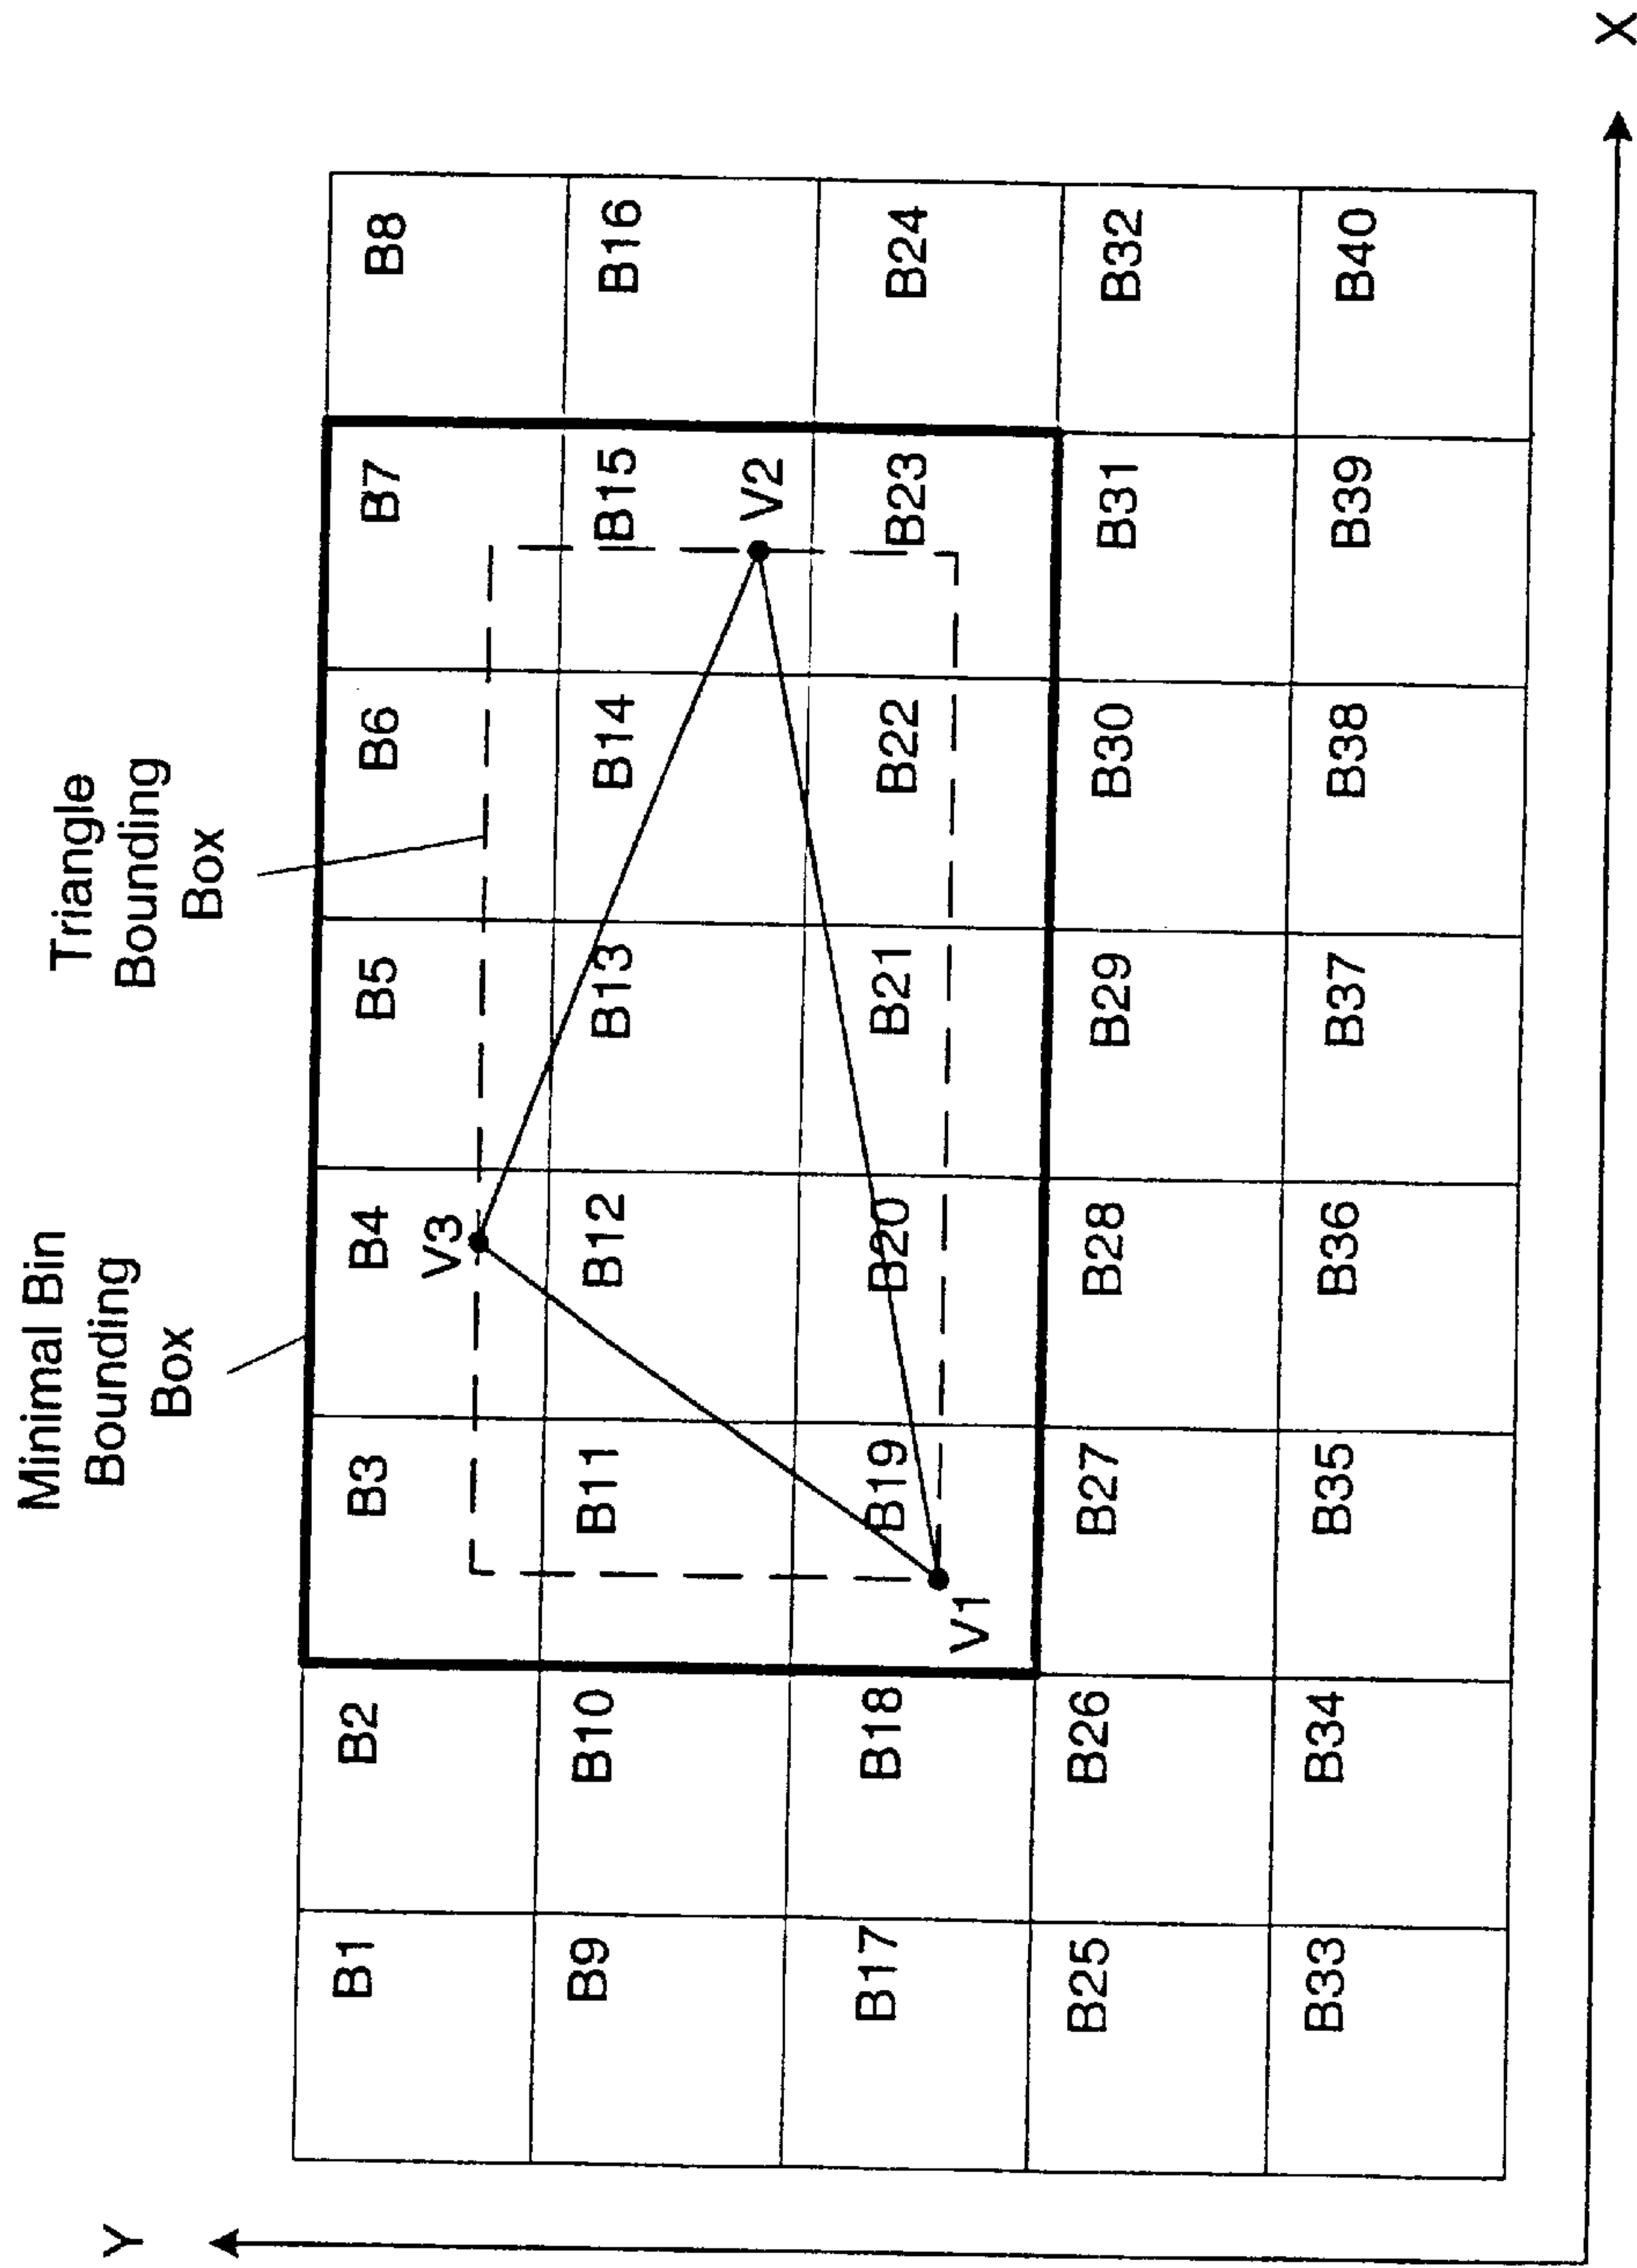 Minimal Bin
Bounding
Box
Triangle
Bounding
Box
Y
B1
B2
B3
B4
B5
B6
B7
B8
V3
B9
B10
B11
B12
B13
B14
B15
B16
V2
B17
B18
B19
B20
B21
B22
B23
B24
V1
B25
B26
B27
B28
B29
B30
B31
B32
B33
B34
B35
B36
B37
B38
B39
B40
X